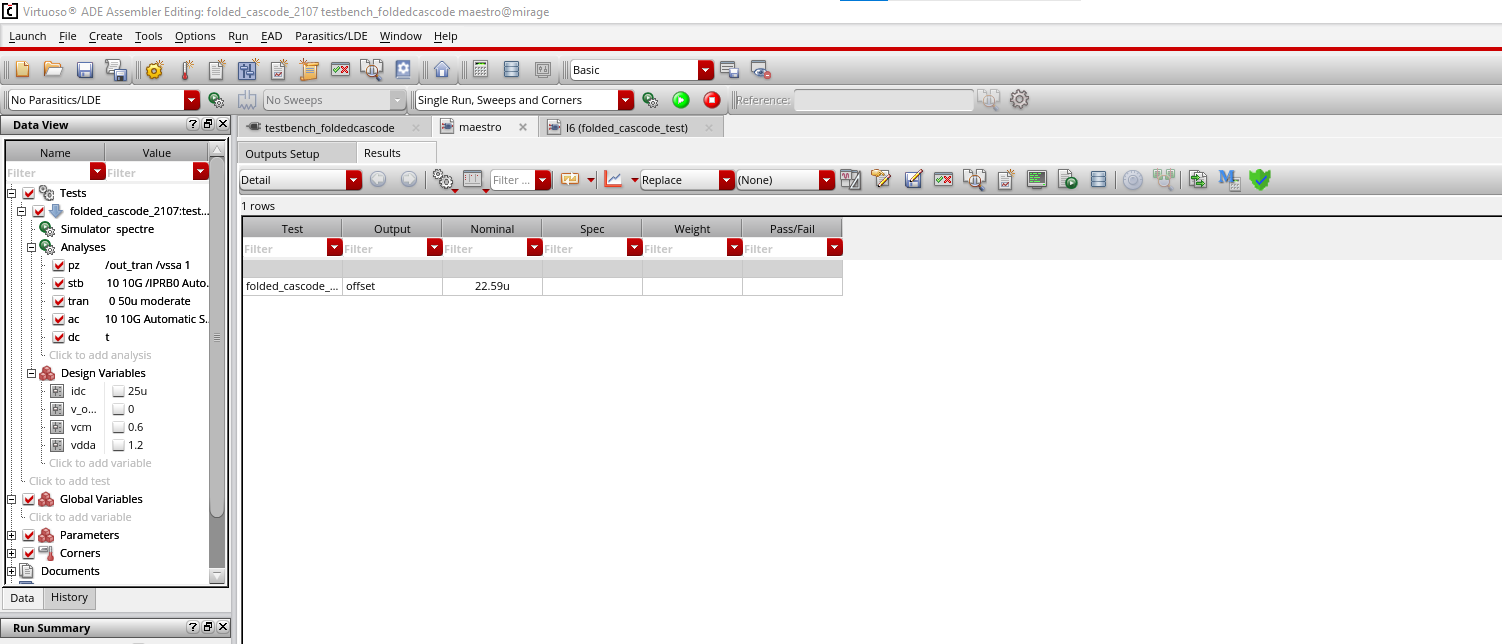 Virtuoso® ADE Assembler Editing: folded_cascode_2107 testbench_foldedcascode maestro@mirage
Launch File Create Tools Options Run EAD Parasitics/LDE Window Help
Basic
No Parasitics/LDE No Sweeps Single Run, Sweeps and Corners Reference:
Data View
testbench_foldedcascode maestro I6 (folded_cascode_test)
Name Value
Filter Filter
Outputs Setup Results
Detail Filter ... Replace (None)
1 rows
Test Output Nominal Spec Weight Pass/Fail
Filter Filter Filter Filter Filter Filter
folded_cascode_... offset 22.59u
Tests
folded_cascode_2107:test...
Simulator spectre
Analyses
pz /out_tran /vssa 1
stb 10 10G /IPRB0 Auto.
tran 0 50u moderate
ac 10 10G Automatic S..
dc t
Click to add analysis
Design Variables
idc 25u
v_o... 0
vcm 0.6
vdda 1.2
Click to add variable
Click to add test
Global Variables
Click to add variable
Parameters
Corners
Documents
Data History
Run Summary